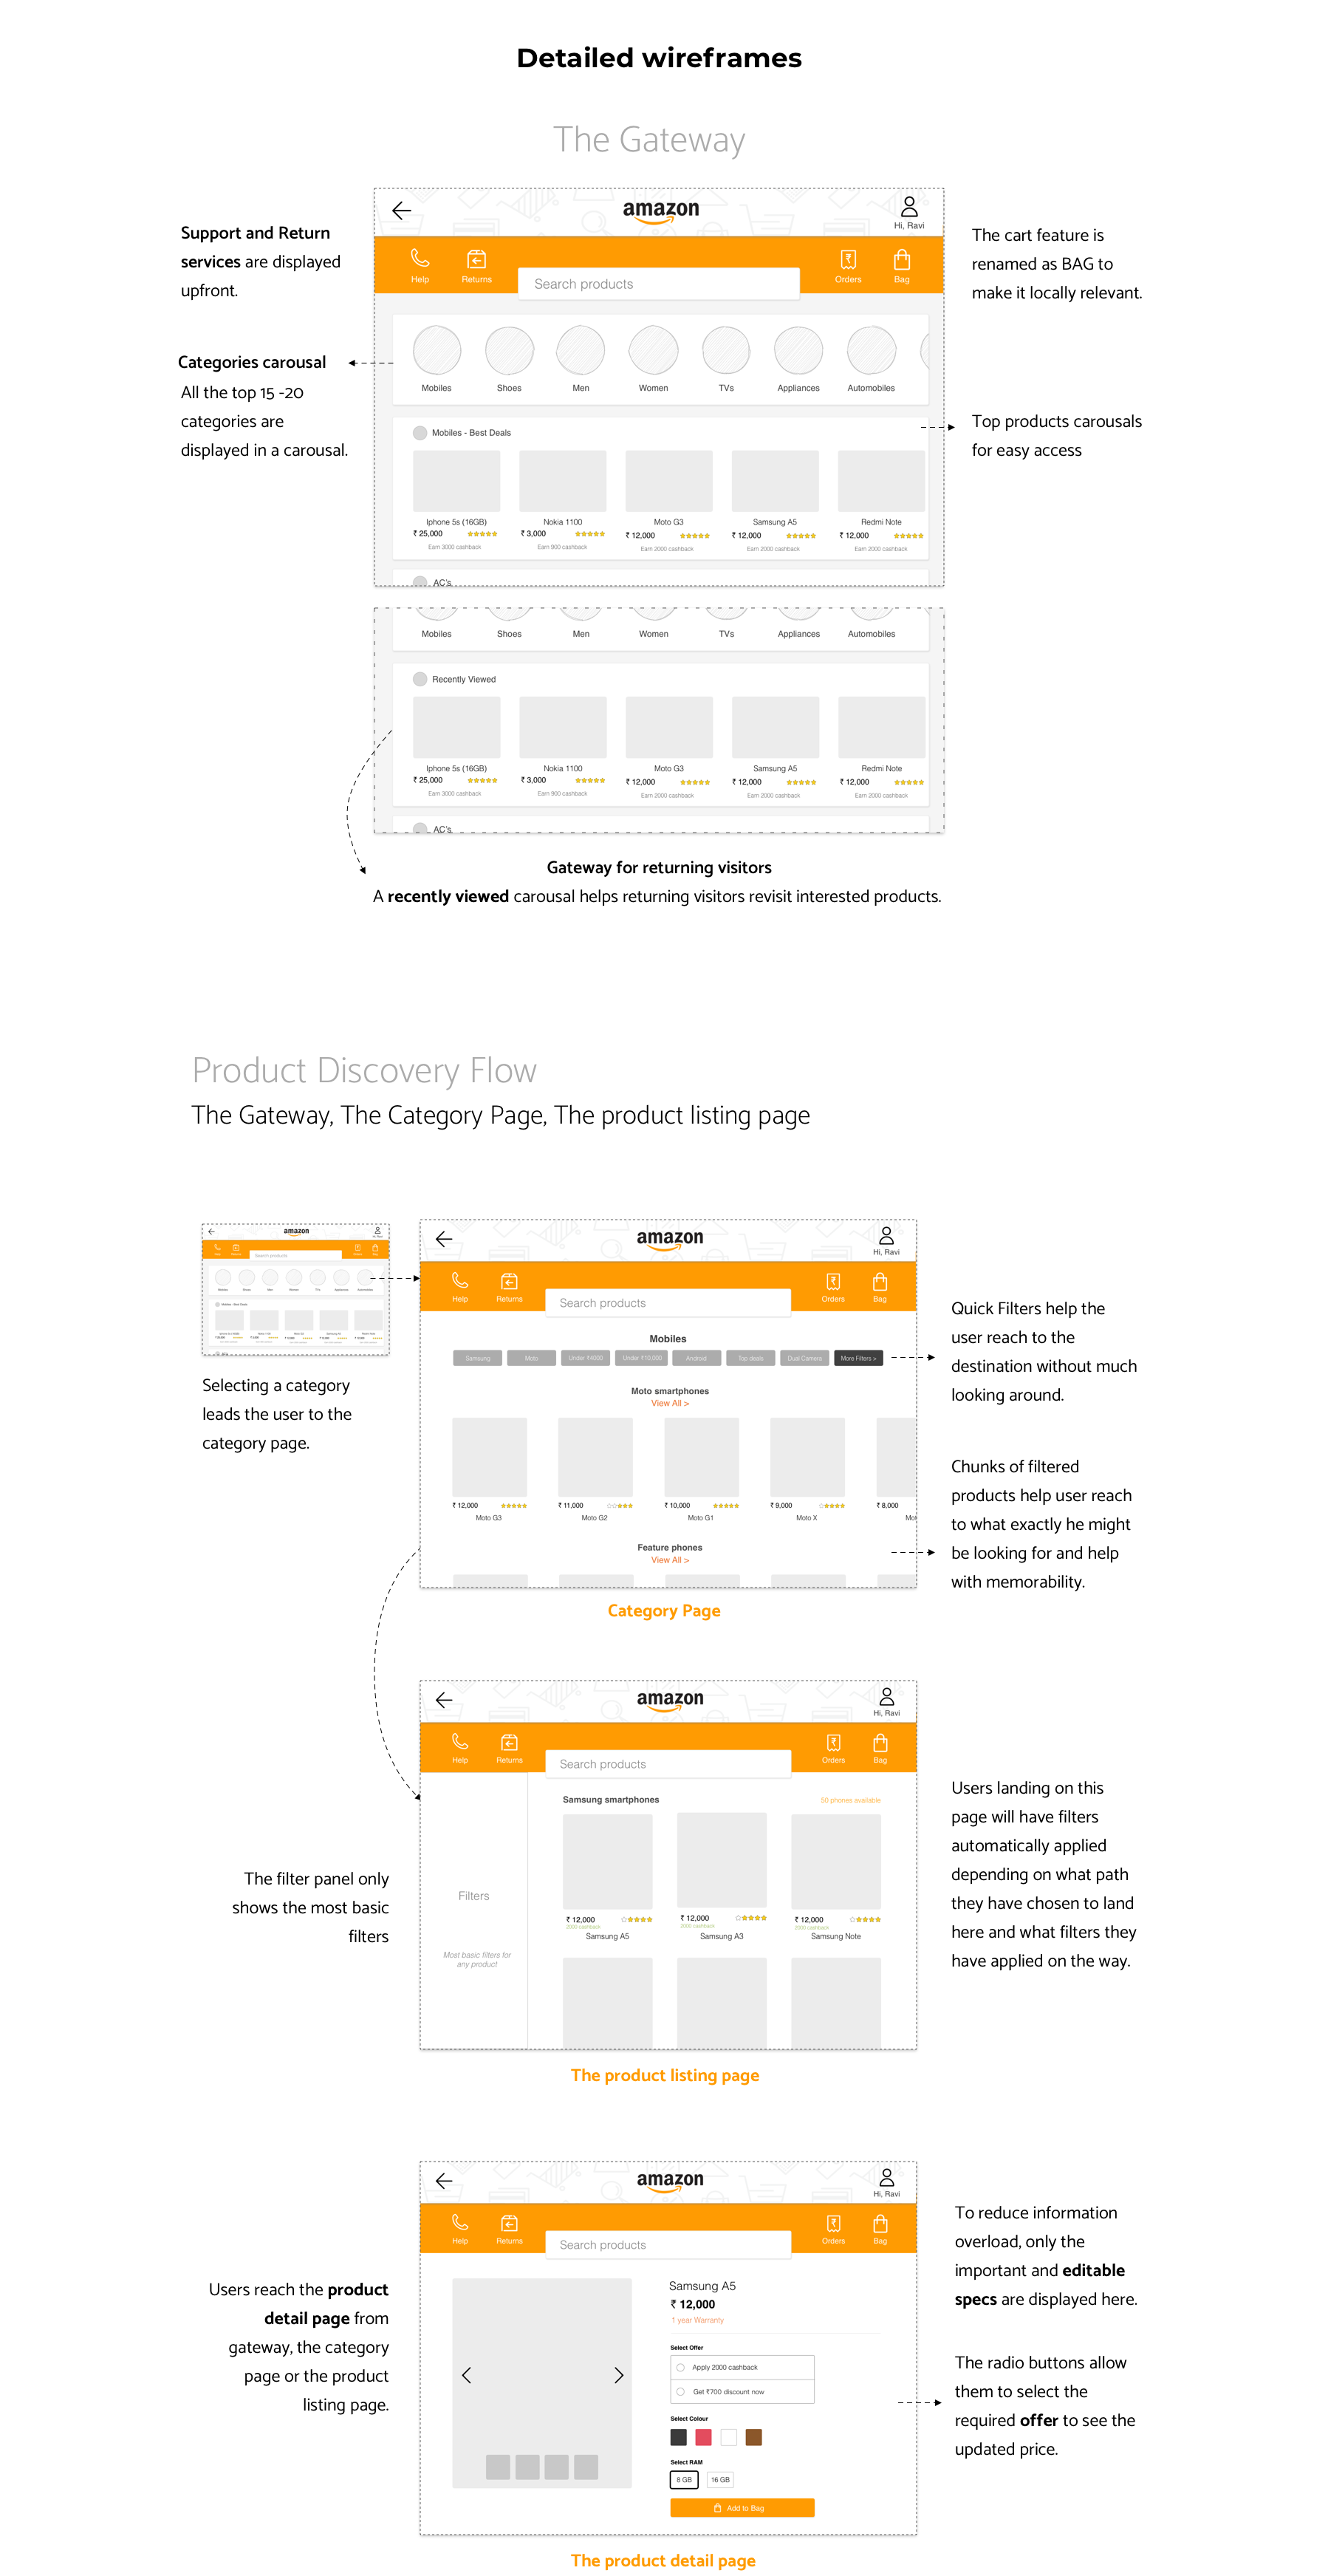 Detailed wireframes
The Gateway
amazon
Hi, Ravi
Help
Returns
Search products
Orders
Bag
Support and Return
services are displayed
upfront.
The cart feature is
renamed as BAG to
make it locally relevant.
Categories carousal
All the top 15 -20
categories are
displayed in a carousal.
Mobiles
Shoes
Men
Women
TVs
Appliances
Automobiles
Top products carousals
for easy access
Mobiles - Best Deals
Iphone 5s (16GB)
₹ 25,000
Earn 3000 cashback
Nokia 1100
₹ 3,000
Earn 900 cashback
Moto G3
₹ 12,000
Earn 2000 cashback
Samsung A5
₹ 12,000
Earn 2000 cashback
Redmi Note
₹ 12,000
Earn 2000 cashback
AC's
Mobiles
Shoes
Men
Women
TVs
Appliances
Automobiles
Recently Viewed
Iphone 5s (16GB)
₹ 25,000
Earn 3000 cashback
Nokia 1100
₹ 3,000
Earn 900 cashback
Moto G3
₹ 12,000
Earn 2000 cashback
Samsung A5
₹ 12,000
Earn 2000 cashback
Redmi Note
₹ 12,000
Earn 2000 cashback
AC's
Gateway for returning visitors
A recently viewed carousal helps returning visitors revisit interested products.
Product Discovery Flow
The Gateway, The Category Page, The product listing page
amazon
Search products
Selecting a category
leads the user to the
category page.
amazon
Hi, Ravi
Help
Returns
Search products
Orders
Bag
Mobiles
Samsung
Moto
Under ₹4000
Under ₹10,000
Android
Top deals
Dual Camera
More Filters >
Quick Filters help the
user reach to the
destination without much
looking around.
Moto smartphones
View All >
₹ 12,000
Moto G3
₹ 11,000
Moto G2
₹ 10,000
Moto G1
₹ 9,000
Moto X
₹ 8,000
Feature phones
View All >
Chunks of filtered
products help user reach
to what exactly he might
be looking for and help
with memorability.
Category Page
amazon
Hi, Ravi
Help
Returns
Search products
Orders
Bag
Filters
Most basic filters for
any product
Samsung smartphones
50 phones available
₹ 12,000
2000 cashback
Samsung A5
₹ 12,000
2000 cashback
Samsung A3
₹ 12,000
2000 cashback
Samsung Note
The filter panel only
shows the most basic
filters
Users landing on this
page will have filters
automatically applied
depending on what path
they have chosen to land
here and what filters they
have applied on the way.
The product listing page
amazon
Hi, Ravi
Help
Returns
Search products
Orders
Bag
Users reach the product
detail page from
gateway, the category
page or the product
listing page.
Samsung A5
₹ 12,000
1 year Warranty
Select Offer
Apply 2000 cashback
Get ₹700 discount now
Select Colour
Select RAM
8 GB
16 GB
Add to Bag
To reduce information
overload, only the
important and editable
specs are displayed here.
The radio buttons allow
them to select the
required offer to see the
updated price.
The product detail page